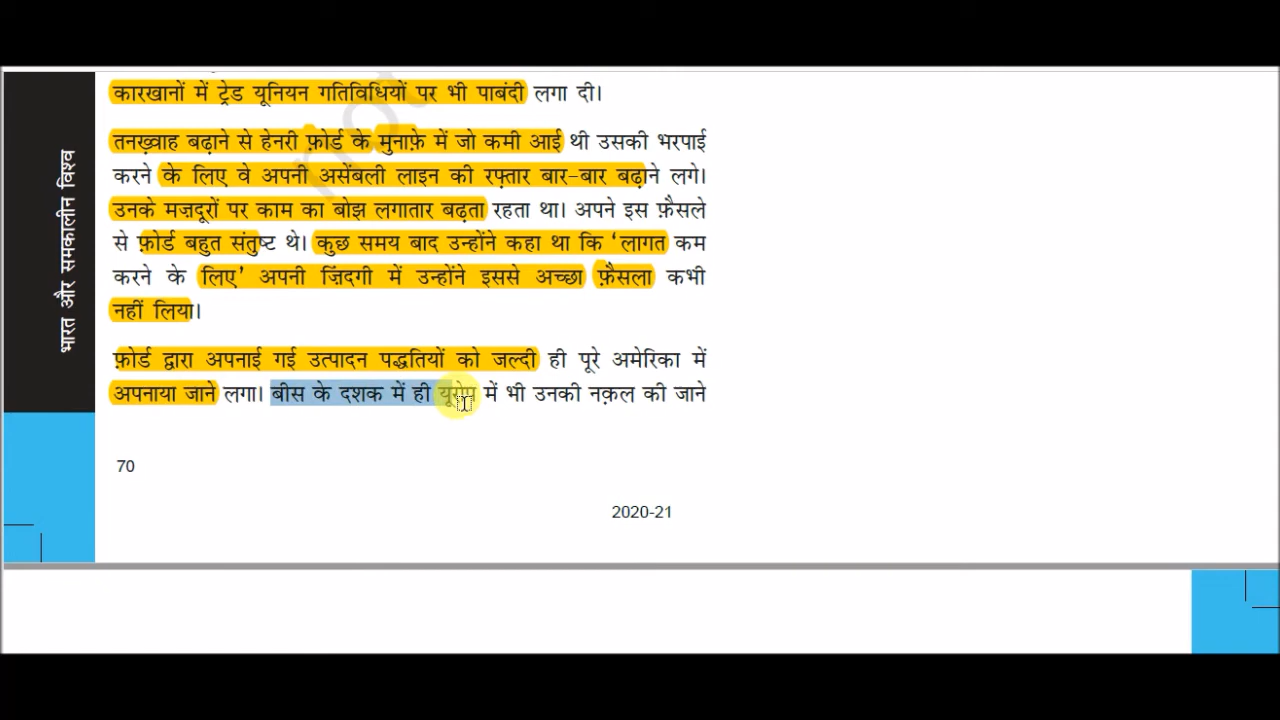 कारखानों में ट्रेड यूनियन गतिविधियों पर भी पाबंदी लगा दी।
तनख़्वाह बढ़ाने से हेनरी फ़ोर्ड के मुनाफ़े में जो कमी आई थी उसकी भरपाई
करने के लिए वे अपनी असेंबली लाइन की रफ़्तार बार-बार बढ़ाने लगे।
उनके मज़दूरों पर काम का बोझ लगातार बढ़ता रहता था। अपने इस फ़ैसले
से फ़ोर्ड बहुत संतुष्ट थे। कुछ समय बाद उन्होंने कहा था कि 'लागत कम
करने के लिए' अपनी ज़िंदगी में उन्होंने इससे अच्छा फ़ैसला कभी
नहीं लिया।
फ़ोर्ड द्वारा अपनाई गई उत्पादन पद्धतियों को जल्दी ही पूरे अमेरिका में
अपनाया जाने लगा। बीस के दशक में ही यूरोप में भी उनकी नक़ल की जाने
भारत और समकालीन विश्व
70
2020-21
not